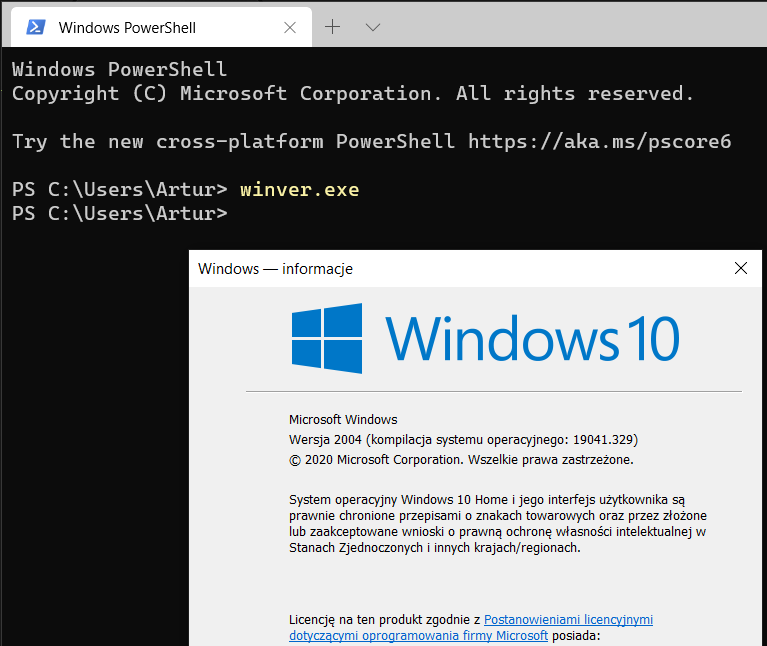 Windows PowerShell
Windows PowerShell
Copyright (C) Microsoft Corporation. All rights reserved.
Try the new cross-platform PowerShell https://aka.ms/pscore6
PS C:\Users\Artur> winver.exe
PS C:\Users\Artur>
Windows — informacje
Windows 10
Microsoft Windows
Wersja 2004 (kompilacja systemu operacyjnego: 19041.329)
© 2020 Microsoft Corporation. Wszelkie prawa zastrzeżone.
System operacyjny Windows 10 Home i jego interfejs użytkownika są
prawnie chronione przepisami o znakach towarowych oraz przez złożone
lub zaakceptowane wnioski o prawną ochronę własności intelektualnej w
Stanach Zjednoczonych i innych krajach/regionach.
Licencję na ten produkt zgodnie z Postanowieniami licencyjnymi
dotyczącymi oprogramowania firmy Microsoft posiada: